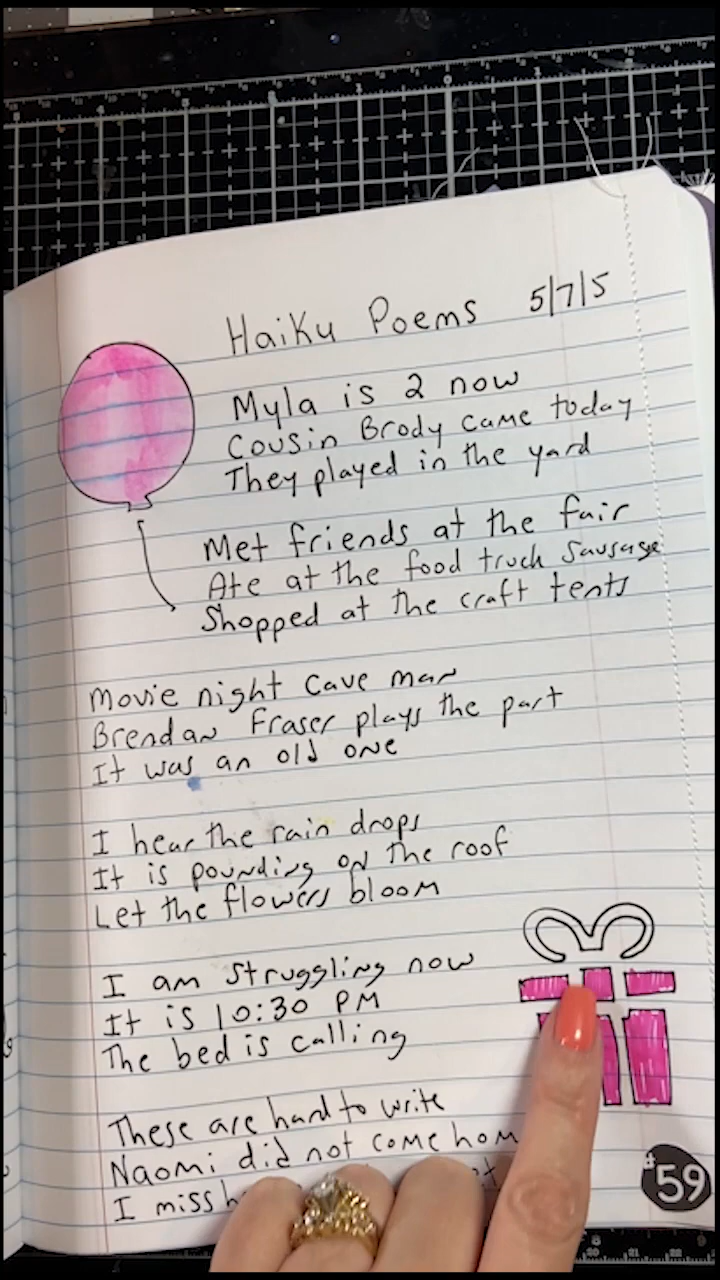 Haiku Poems 5/7/5
Myla is 2 now
Cousin Brody came today
They played in the yard
Met friends at the fair
Ate at the food truck sausage
Shopped at the craft tents
Movie night cave man
Brendan Fraser plays the part
It was an old one
I hear the rain drops
It is pounding on the roof
Let the flowers bloom
I am struggling now
It is 10:30 PM
The bed is calling
These are hard to write
Naomi did not come hom
I miss
#59